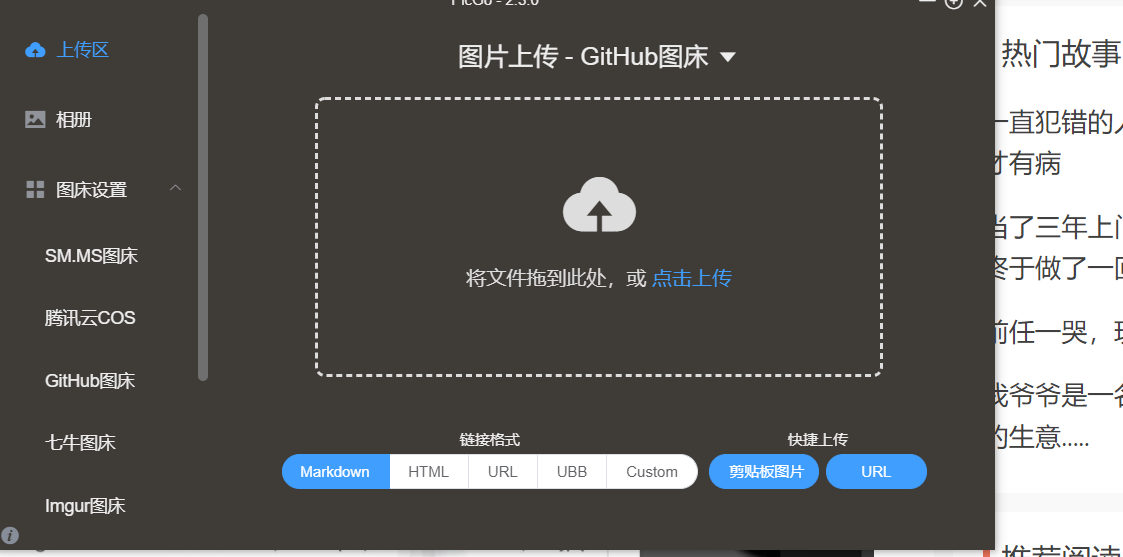 PicGo - 2.3.0
上传区
相册
图床设置
SM.MS图床
腾讯云COS
GitHub图床
七牛图床
Imgur图床
图片上传 - GitHub图床
将文件拖到此处，或 点击上传
链接格式
Markdown HTML URL UBB Custom
快捷上传
剪贴板图片 URL
热门故事
一直犯错的
才有病
当了三年上门
终于做了一回
前任一哭，
我爷爷是一名
的生意.....
推荐阅读